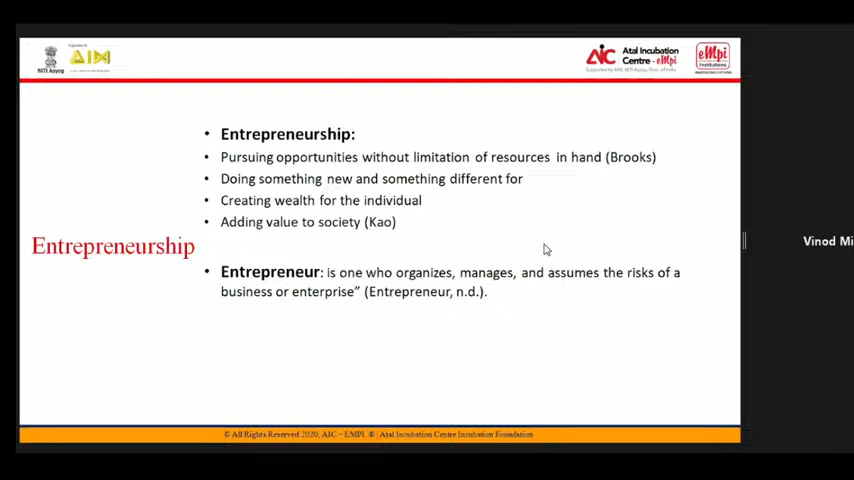 NITI Aayog
AIM
AIC
Atal Incubation
Centre - eMpi
eMpi
Institutions
• Entrepreneurship:
• Pursuing opportunities without limitation of resources in hand (Brooks)
• Doing something new and something different for
• Creating wealth for the individual
• Adding value to society (Kao)
Entrepreneurship
• Entrepreneur: is one who organizes, manages, and assumes the risks of a
business or enterprise” (Entrepreneur, n.d.).
Vinod Mi
© All Rights Reserved 2020, AIC – EMPI ® | Atal Incubation Centre Incubation Foundation